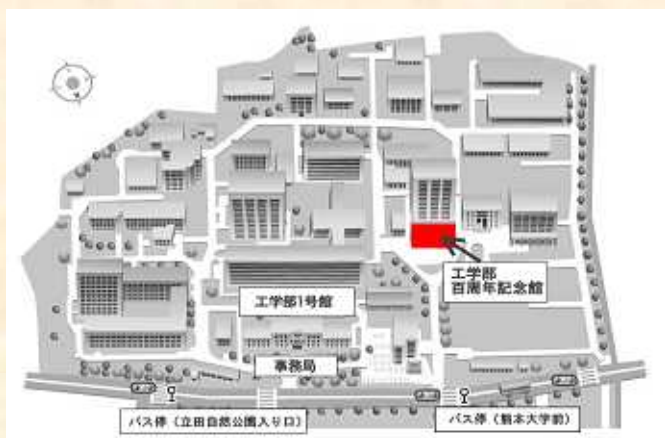 工学部
百周年記念館
工学部1号館
事務局
バス停（立田自然公園入り口）
バス停（熊本大学前）